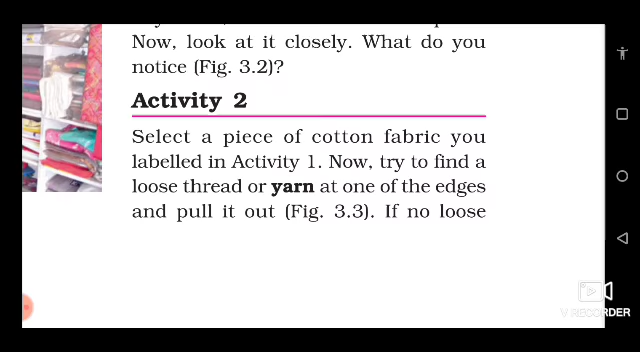 Now, look at it closely. What do you
notice (Fig. 3.2)?
Activity 2
Select a piece of cotton fabric you
labelled in Activity 1. Now, try to find a
loose thread or yarn at one of the edges
and pull it out (Fig. 3.3). If no loose
V RECORDER